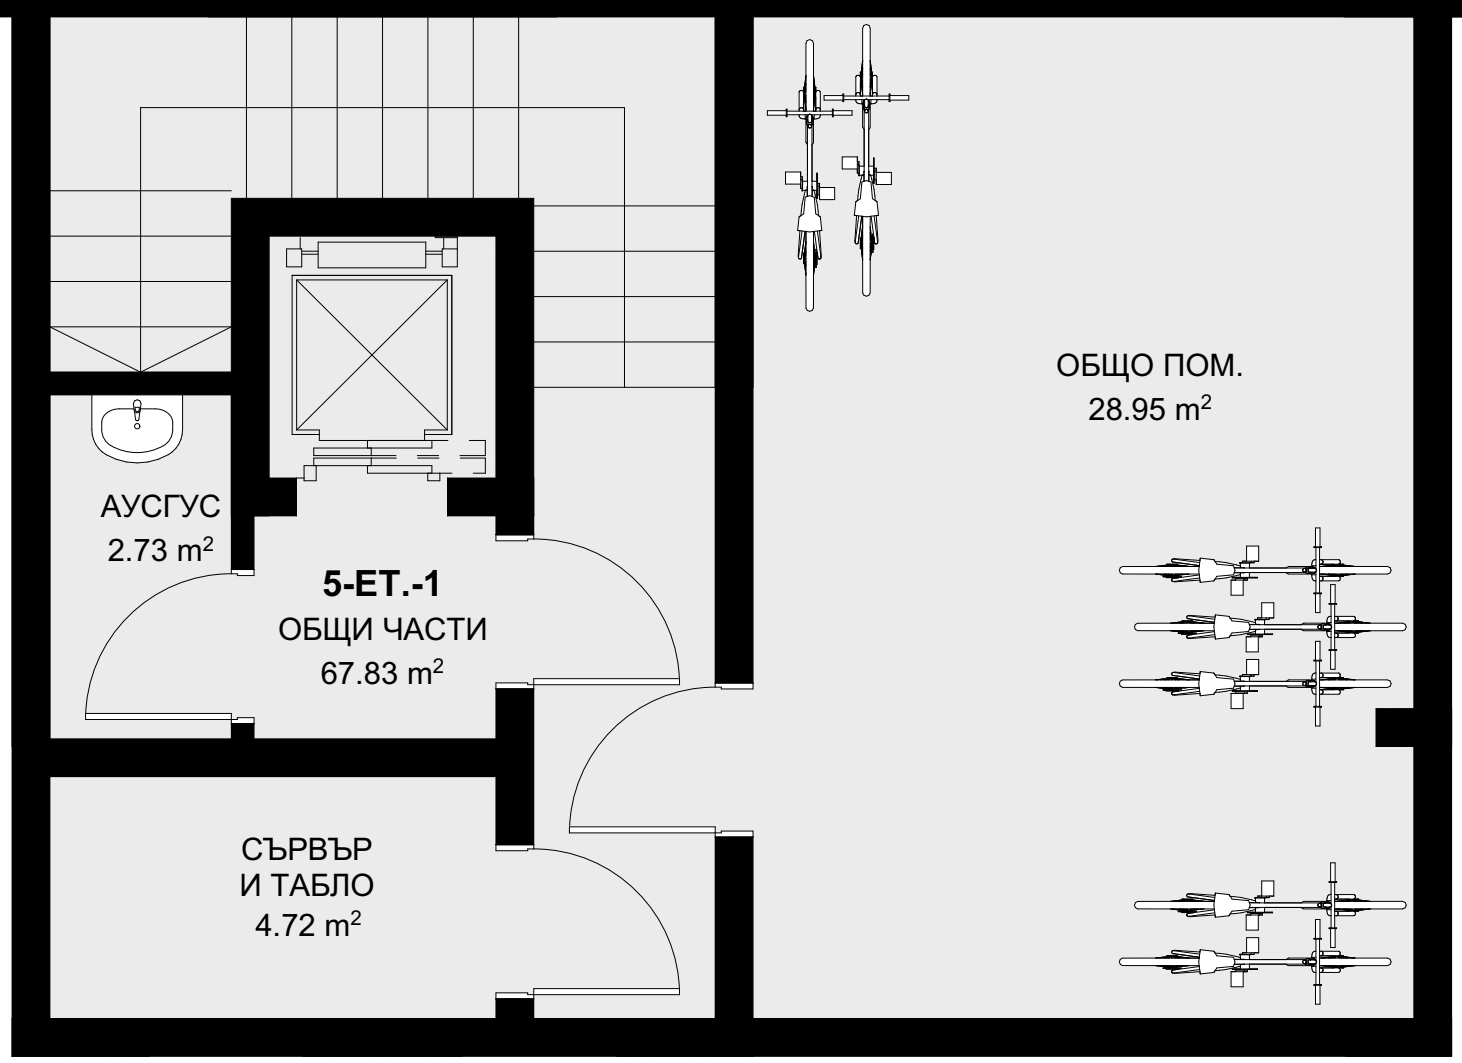 ОБЩО ПОМ.
28.95 m²
АУСГУС
2.73 m²
5-ЕТ.-1
ОБЩИ ЧАСТИ
67.83 m²
СЪРВЪР
И ТАБЛО
4.72 m²